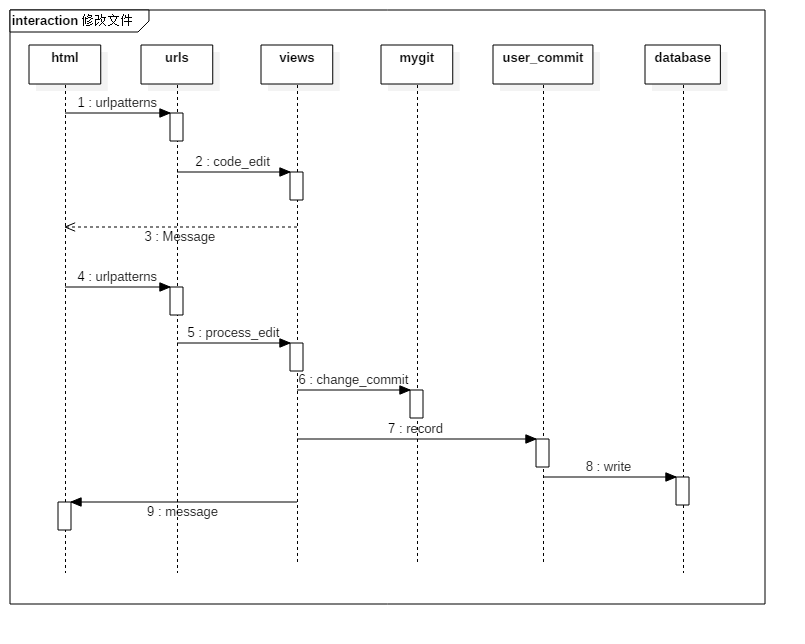 interaction 修改文件
html
urls
views
mygit
user_commit
database
1 : urlpatterns
2 : code_edit
3 : Message
4 : urlpatterns
5 : process_edit
6 : change_commit
7 : record
8 : write
9 : message